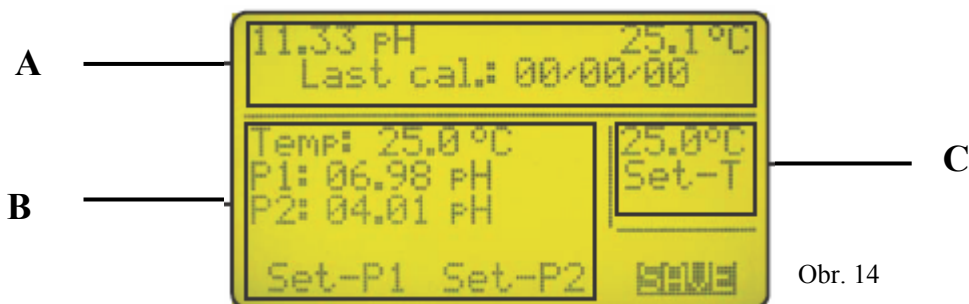 A
11.33 pH 25.1°C
Last cal.: 00/00/00
B
Temp: 25.0°C
P1: 06.98 pH
P2: 04.01 pH
Set-P1 Set-P2
25.0°C
Set-T
C
SAVE
Obr. 14